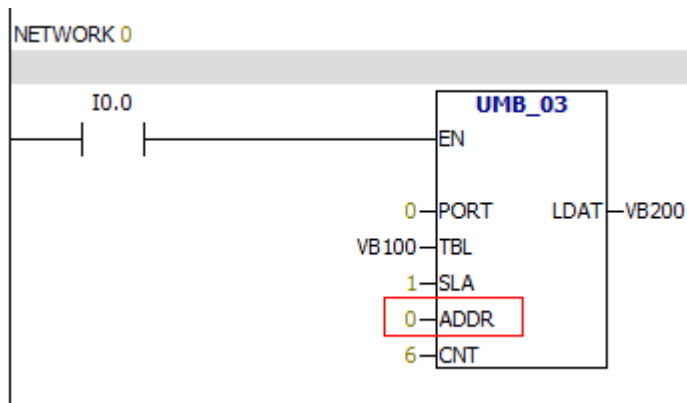 NETWORK 0
I0.0
UMB_03
EN
0 PORT LDAT VB200
VB100 TBL
1 SLA
0 ADDR
6 CNT